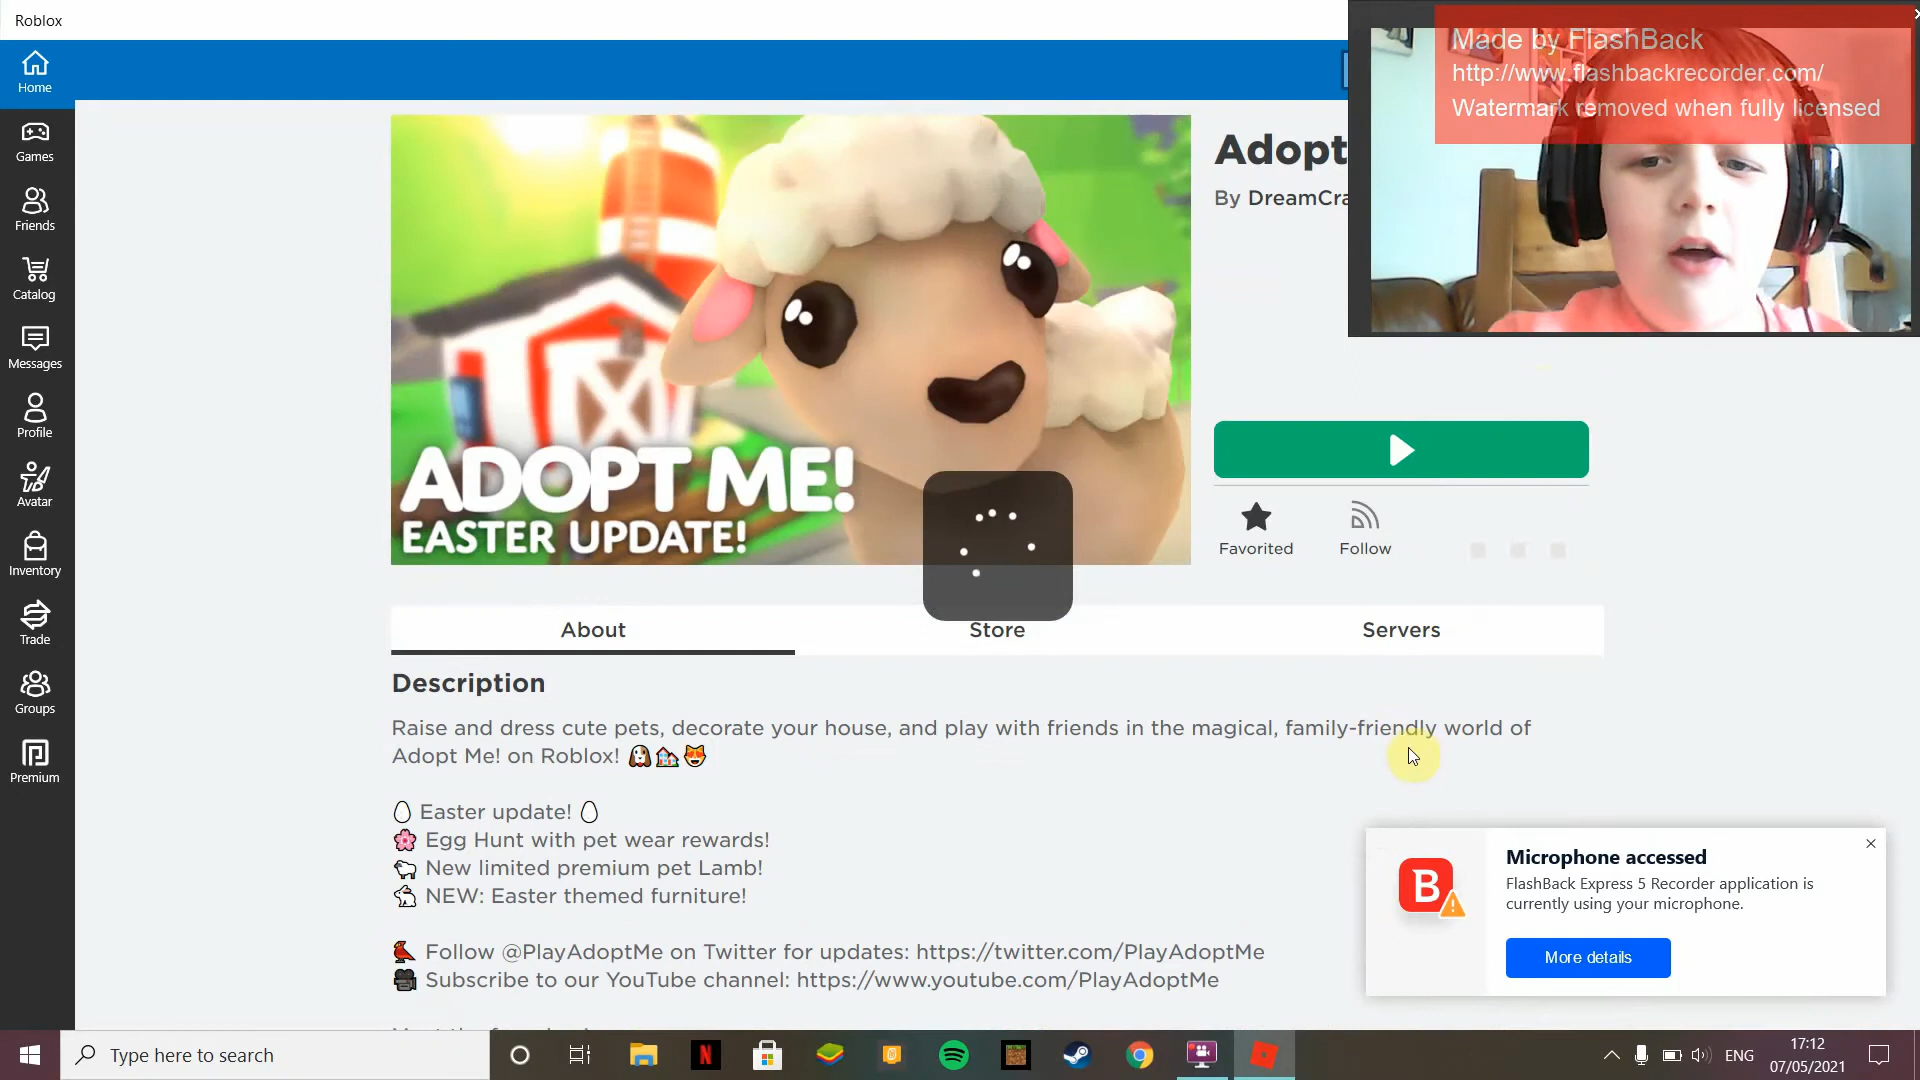 Roblox
Home
Games
Friends
Catalog
Messages
Profile
Avatar
Inventory
Trade
Groups
Premium
ADOPT ME!
EASTER UPDATE!
Adopt
By DreamCra
Made by FlashBack
http://www.flashbackrecorder.com/
Watermark removed when fully licensed
Favorited
Follow
About
Store
Servers
Description
Raise and dress cute pets, decorate your house, and play with friends in the magical, family-friendly world of
Adopt Me! on Roblox! 🐶🏡😻
🥚 Easter update! 🥚
🌸 Egg Hunt with pet wear rewards!
🐑 New limited premium pet Lamb!
🐇 NEW: Easter themed furniture!
🐦 Follow @PlayAdoptMe on Twitter for updates: https://twitter.com/PlayAdoptMe
🎥 Subscribe to our YouTube channel: https://www.youtube.com/PlayAdoptMe
B
Microphone accessed
FlashBack Express 5 Recorder application is
currently using your microphone.
More details
Type here to search
N
ENG
17:12
07/05/2021